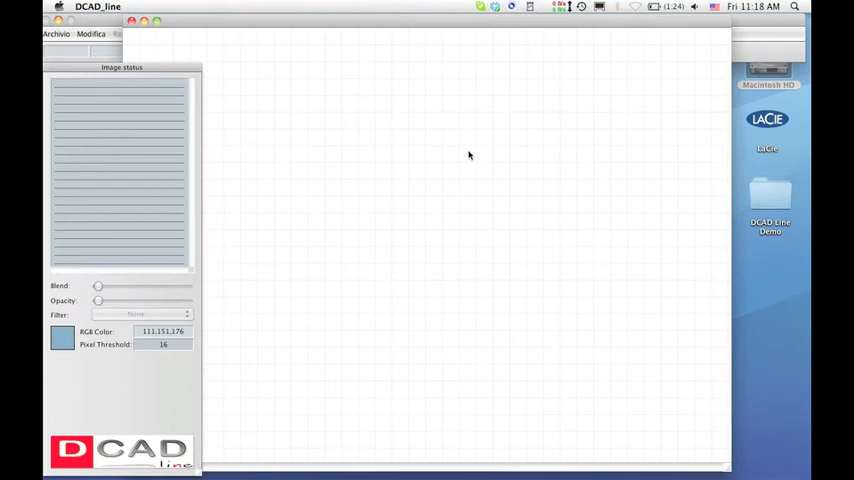 DCAD_line
(1:24)
Fri 11:18 AM
Archivio Modifica
Image status
Macintosh HD
LACIE
LaCie
DCAD Line
Demo
Blend:
Opacity:
Filter: None
RGB Color: 111,151,176
Pixel Threshold: 16
DCAD
line